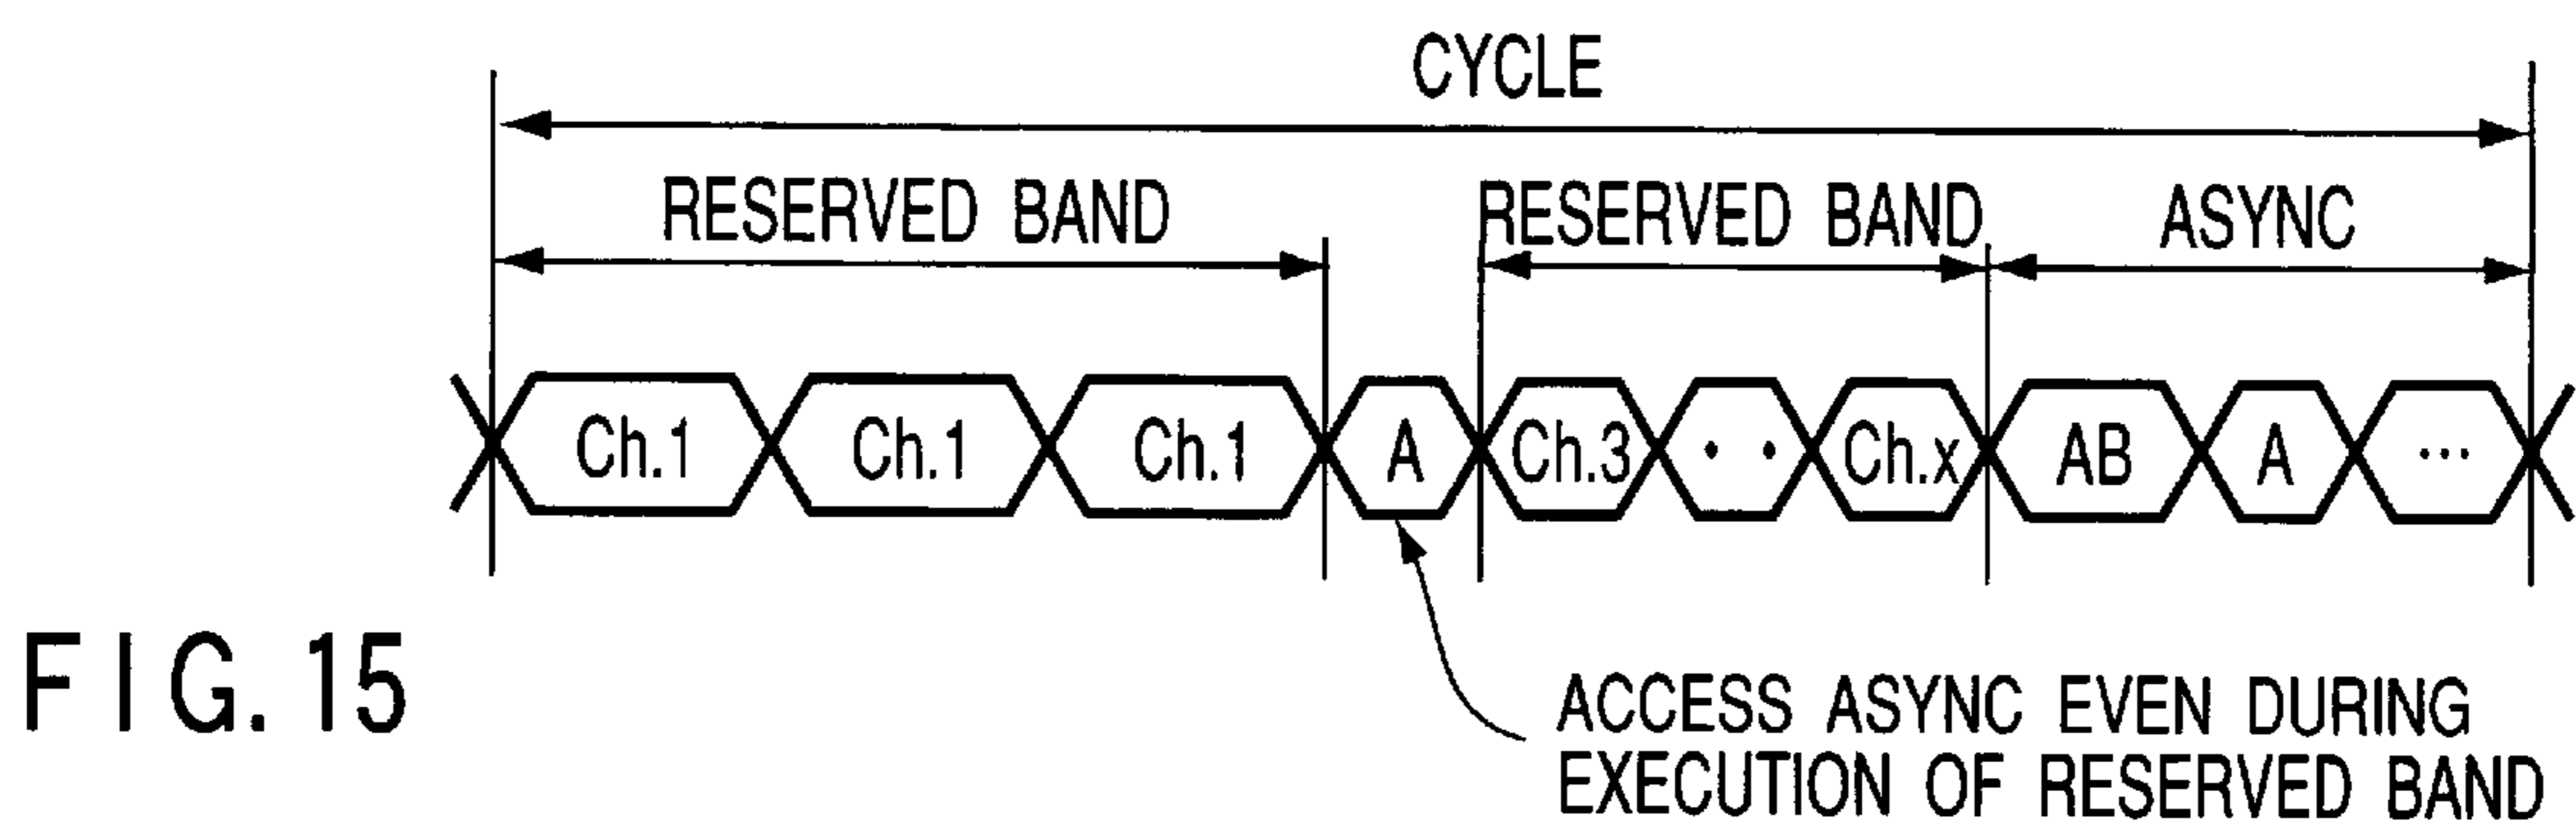 CYCLE
RESERVED BAND RESERVED BAND ASYNC
Ch.1 Ch.1 Ch.1 A Ch.3 • • Ch.x AB A ...
FIG. 15
ACCESS ASYNC EVEN DURING
EXECUTION OF RESERVED BAND